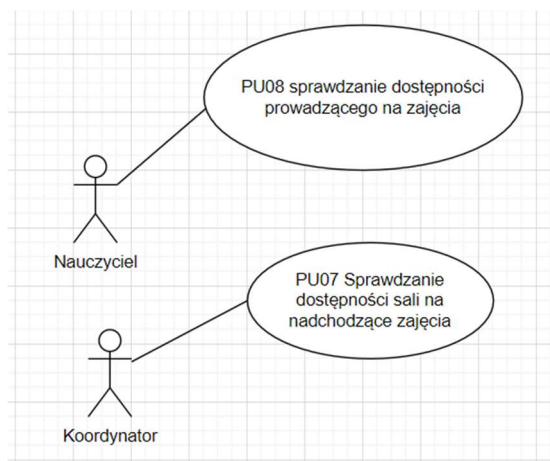 PU08 sprawdzanie dostępności
prowadzącego na zajęcia
Nauczyciel
PU07 Sprawdzanie
dostępności sali na
nadchodzące zajęcia
Koordynator